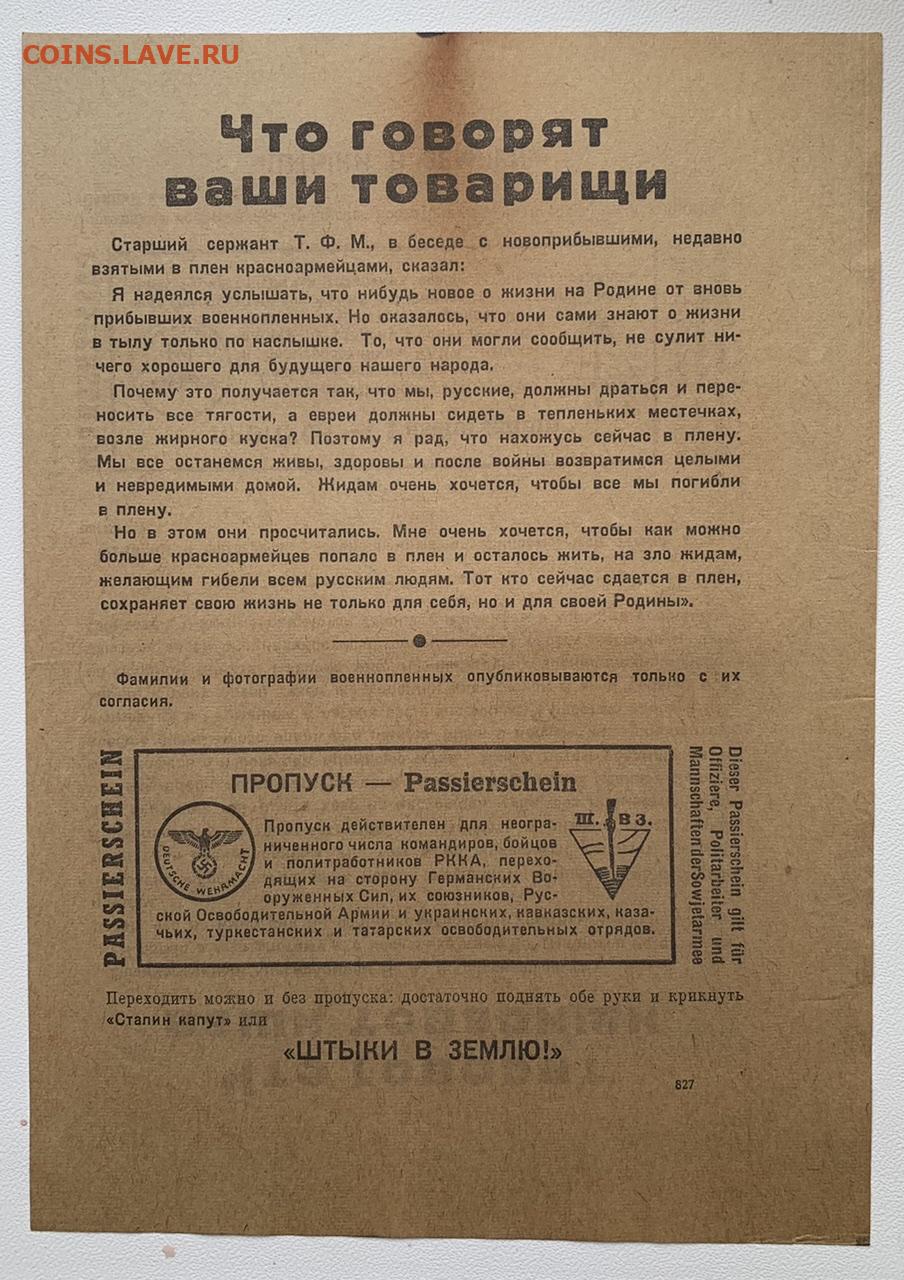 COINS.LAVE.RU
Что говорят
ваши товарищи
Старший сержант Т. Ф. М., в беседе с новоприбывшими, недавно
взятыми в плен красноармейцами, сказал:
Я надеялся услышать, что нибудь новое о жизни на Родине от вновь
прибывших военнопленных. Но оказалось, что они сами знают о жизни
в тылу только по наслышке. То, что они могли сообщить, не сулит ни-
чего хорошего для будущего нашего народа.
Почему это получается так, что мы, русские, должны драться и пере-
носить все тягости, а евреи должны сидеть в тепленьких местечках,
возле жирного куска? Поэтому я рад, что нахожусь сейчас в плену.
Мы все останемся живы, здоровы и после войны возвратимся целыми
и невредимыми домой. Жидам очень хочется, чтобы все мы погибли
в плену.
Но в этом они просчитались. Мне очень хочется, чтобы как можно
больше красноармейцев попало в плен и осталось жить, на зло жидам,
желающим гибели всем русским людям. Тот кто сейчас сдается в плен,
сохраняет свою жизнь не только для себя, но и для своей Родины».
Фамилии и фотографии военнопленных опубликовываются только с их
согласия.
PASSIERSCHEIN
ПРОПУСК — Passierschein
DEUTSCHE WEHRMACHT
Ш. В З.
Пропуск действителен для неогра-
ниченного числа командиров, бойцов
и политработников РККА, перехо-
дящих на сторону Германских Во-
оруженных Сил, их союзников, Рус-
ской Освободительной Армии и украинских, кавказских, каза-
чьих, туркестанских и татарских освободительных отрядов.
Dieser Passierschein gilt für
Offiziere, Politarbeiter und
Mannschaften der Sowjetarmee
Переходить можно и без пропуска: достаточно поднять обе руки и крикнуть
«Сталин капут» или
«ШТЫКИ В ЗЕМЛЮ!»
827